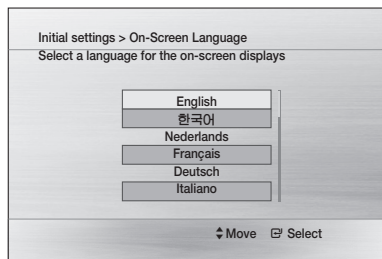 Initial settings > On-Screen Language
Select a language for the on-screen displays
English
한국어
Nederlands
Français
Deutsch
Italiano
Move Select